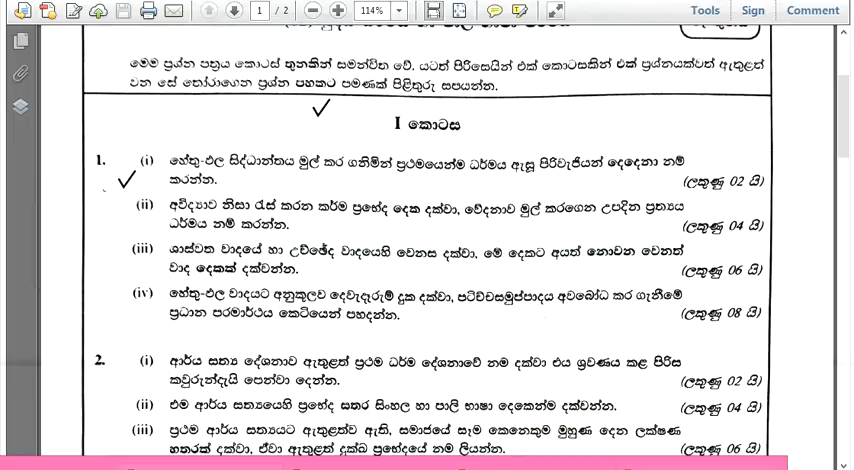 1 / 2
114%
Tools Sign Comment
මෙම ප්‍රශ්න පත්‍රය කොටස් තුනකින් සමන්විත වේ. යටත් පිරිසෙයින් එක් කොටසකින් එක් ප්‍රශ්නයක්වත් ඇතුළත්
වන සේ තෝරාගෙන ප්‍රශ්න පහකට පමණක් පිළිතුරු සපයන්න.
I කොටස
1. (i) හේතු-ඵල සිද්ධාන්තය මුල් කර ගනිමින් ප්‍රථමයෙන්ම ධර්මය ඇසූ පිරිවැජියන් දෙදෙනා නම්
කරන්න. (ලකුණු 02 යි)
(ii) අවිද්‍යාව නිසා රැස් කරන කර්ම ප්‍රභේද දෙක දක්වා, වේදනාව මුල් කරගෙන උපදින ප්‍රත්‍යය
ධර්මය නම් කරන්න. (ලකුණු 04 යි)
(iii) ශාස්වත වාදයේ හා උච්ඡේද වාදයෙහි වෙනස දක්වා, මේ දෙකට අයත් නොවන වෙනත්
වාද දෙකක් දක්වන්න. (ලකුණු 06 යි)
(iv) හේතු-ඵල වාදයට අනුකූලව දෙවැදෑරුම් දුක දක්වා, පටිච්චසමුප්පාදය අවබෝධ කර ගැනීමේ
ප්‍රධාන පරමාර්ථය කෙටියෙන් පහදන්න. (ලකුණු 08 යි)
2. (i) ආර්ය සත්‍ය දේශනාව ඇතුළත් ප්‍රථම ධර්ම දේශනාවේ නම දක්වා එය ශ්‍රවණය කළ පිරිස
කවුරුන්දැයි පෙන්වා දෙන්න. (ලකුණු 02 යි)
(ii) එම ආර්ය සත්‍යයෙහි ප්‍රභේද සතර සිංහල හා පාලි භාෂා දෙකෙන්ම දක්වන්න. (ලකුණු 04 යි)
(iii) ප්‍රථම ආර්ය සත්‍යයට ඇතුළත්ව ඇති, සමාජයේ සෑම කෙනෙකුම මුහුණ දෙන ලක්ෂණ
හතරක් දක්වා, ඒවා ඇතුළත් දුක්ඛ ප්‍රභේදයේ නම ලියන්න. (ලකුණු 06 යි)